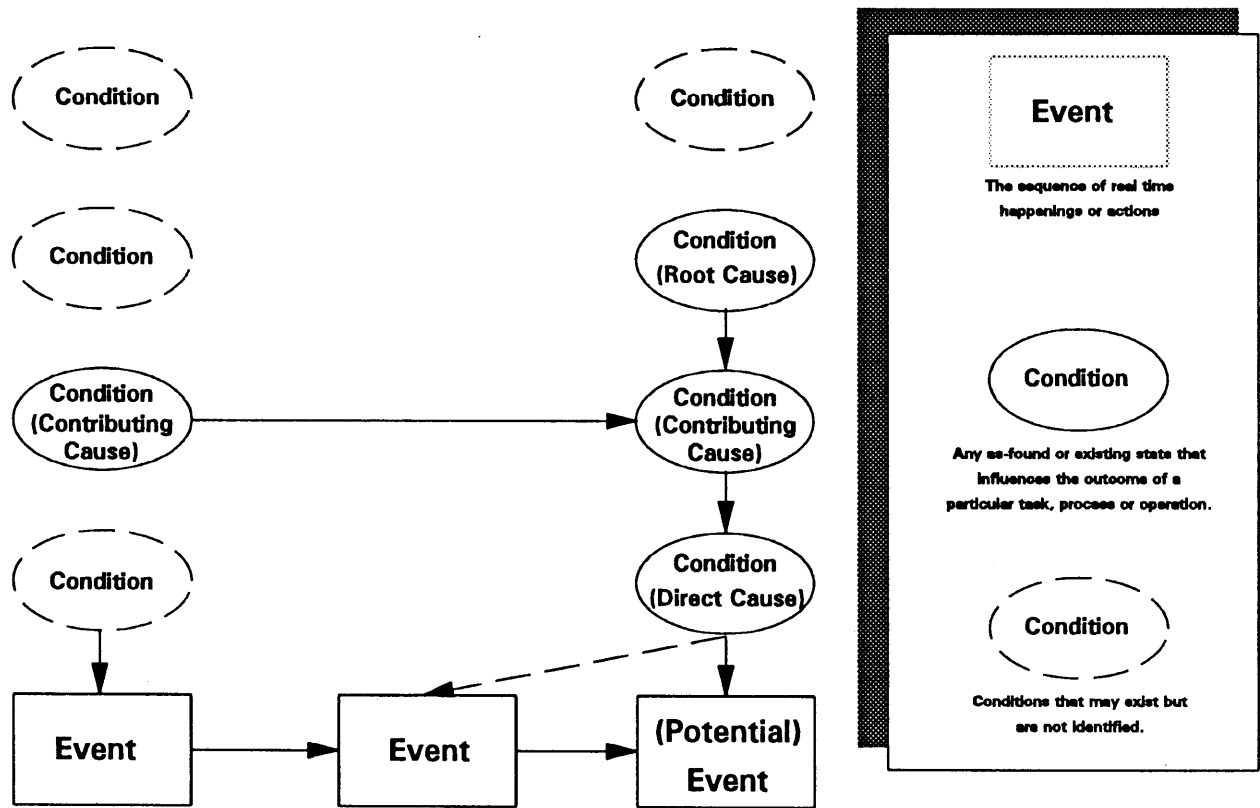 Condition
Condition
Condition
(Contributing
Cause)
Condition
Event
Event
Condition
Condition
(Root Cause)
Condition
(Contributing
Cause)
Condition
(Direct Cause)
(Potential)
Event
Event
The sequence of real time
happenings or actions
Condition
Any as-found or existing state that
influences the outcome of a
particular task, process or operation.
Condition
Conditions that may exist but
are not identified.